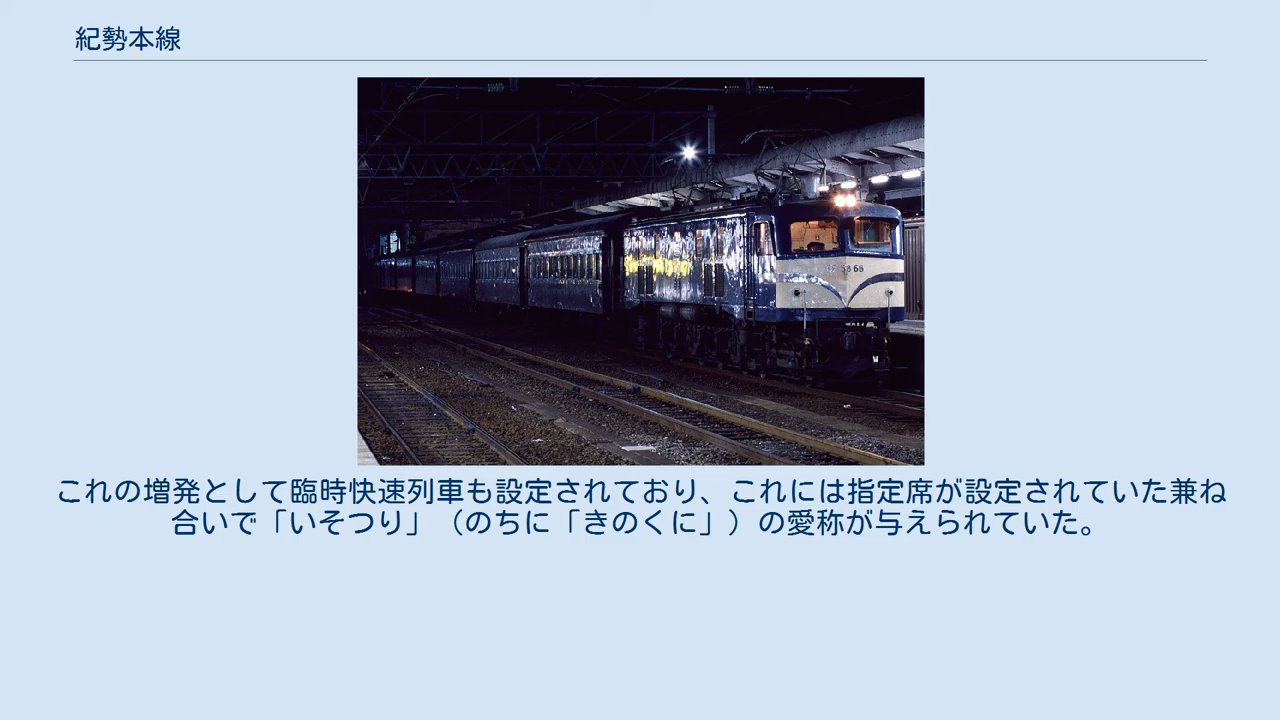 紀勢本線
EF 58 66
これの増発として臨時快速列車も設定されており、これには指定席が設定されていた兼ね
合いで「いそつり」（のちに「きのくに」）の愛称が与えられていた。